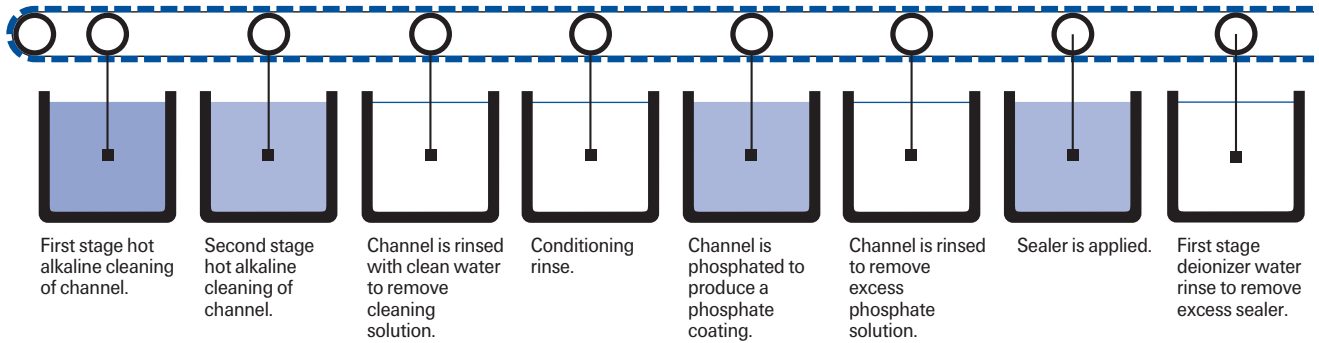 First stage hot
alkaline cleaning
of channel.
Second stage
hot alkaline
cleaning of
channel.
Channel is rinsed
with clean water
to remove
cleaning
solution.
Conditioning
rinse.
Channel is
phosphated to
produce a
phosphate
coating.
Channel is rinsed
to remove
excess
phosphate
solution.
Sealer is applied.
First stage
deionizer water
rinse to remove
excess sealer.